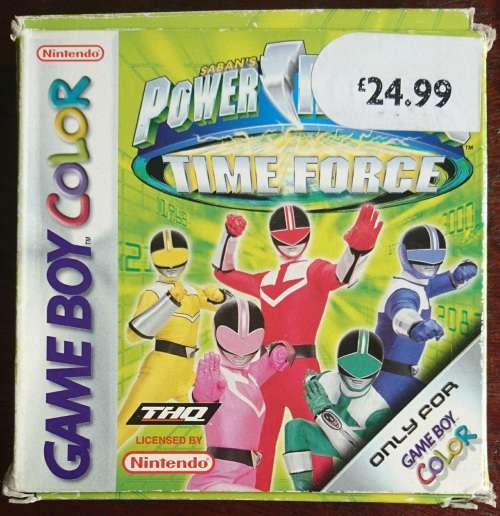 Nintendo
GAME BOY COLOR
SABAN'S
POWER
£24.99
TIME FORCE
THQ
LICENSED BY
Nintendo
ONLY FOR
GAME BOY
COLOR